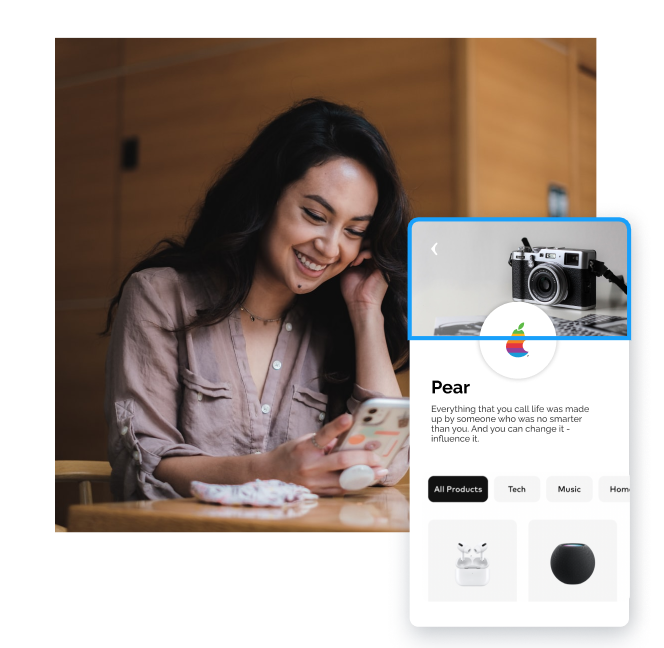 Pear
Everything that you call life was made
up by someone who was no smarter
than you. And you can change it -
influence it.
All Products Tech Music Home